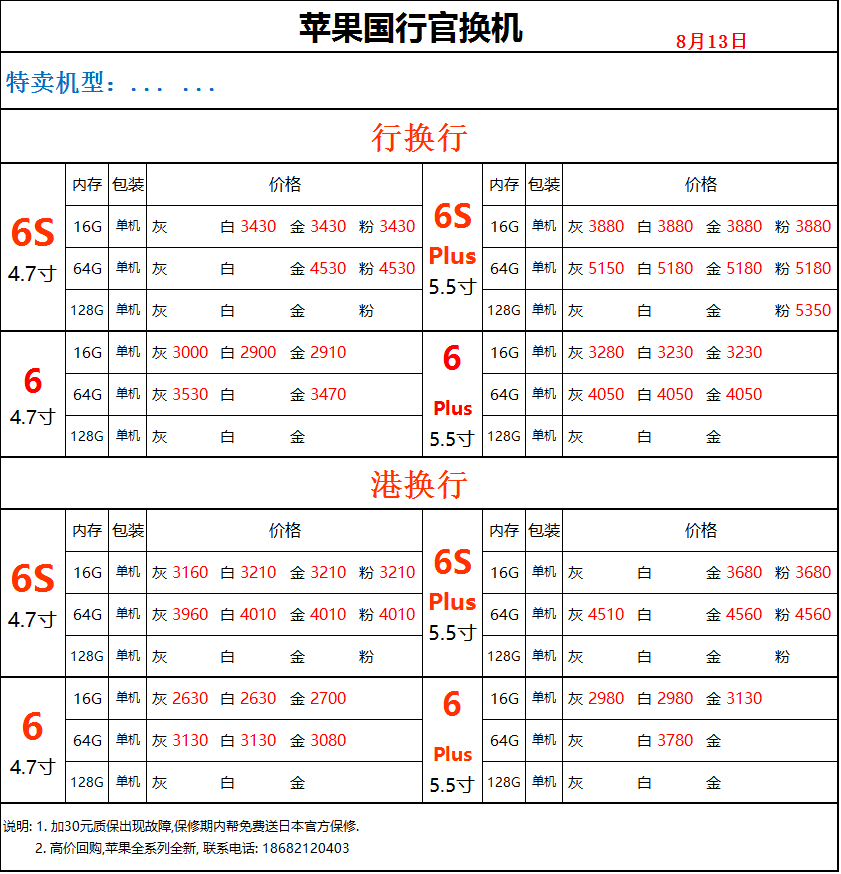 苹果国行官换机
8月13日
特卖机型：... ...
行换行
6S 4.7寸
内存 包装 价格
16G 单机 灰 白 3430 金 3430 粉 3430
64G 单机 灰 白 金 4530 粉 4530
128G 单机 灰 白 金 粉
6S Plus 5.5寸
内存 包装 价格
16G 单机 灰 3880 白 3880 金 3880 粉 3880
64G 单机 灰 5150 白 5180 金 5180 粉 5180
128G 单机 灰 白 金 粉 5350
6 4.7寸
16G 单机 灰 3000 白 2900 金 2910
64G 单机 灰 3530 白 金 3470
128G 单机 灰 白 金
6 Plus 5.5寸
16G 单机 灰 3280 白 3230 金 3230
64G 单机 灰 4050 白 4050 金 4050
128G 单机 灰 白 金
港换行
6S 4.7寸
内存 包装 价格
16G 单机 灰 3160 白 3210 金 3210 粉 3210
64G 单机 灰 3960 白 4010 金 4010 粉 4010
128G 单机 灰 白 金 粉
6S Plus 5.5寸
内存 包装 价格
16G 单机 灰 白 金 3680 粉 3680
64G 单机 灰 4510 白 金 4560 粉 4560
128G 单机 灰 白 金 粉
6 4.7寸
16G 单机 灰 2630 白 2630 金 2700
64G 单机 灰 3130 白 3130 金 3080
128G 单机 灰 白 金
6 Plus 5.5寸
16G 单机 灰 2980 白 2980 金 3130
64G 单机 灰 白 3780 金
128G 单机 灰 白 金
说明: 1. 加30元质保出现故障,保修期内帮免费送日本官方保修.
2. 高价回购,苹果全系列全新, 联系电话: 18682120403